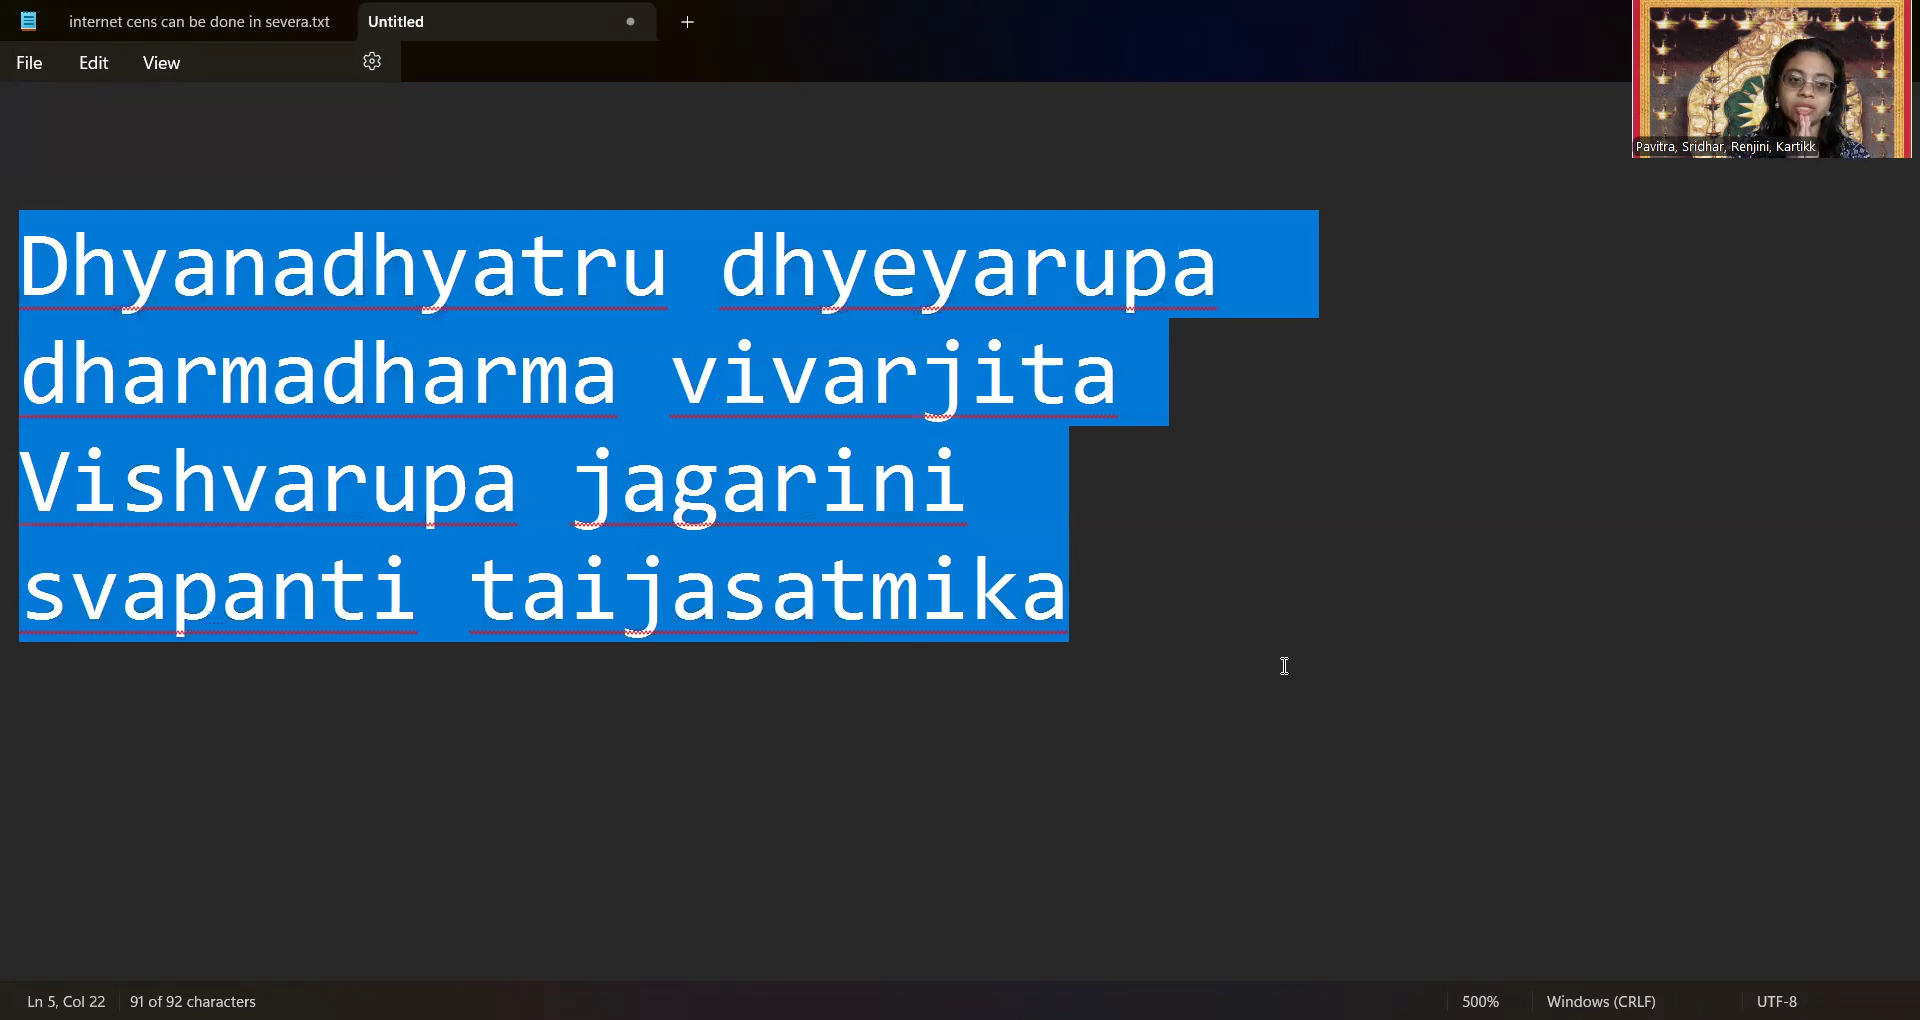 internet cens can be done in severa.txt
Untitled
File Edit View
Pavitra, Sridhar, Renjini, Kartikk
Dhyanadhyatru dhyeyarupa
dharmadharma vivarjita
Vishvarupa jagarini
svapanti taijasatmika
Ln 5, Col 22 91 of 92 characters 500% Windows (CRLF) UTF-8